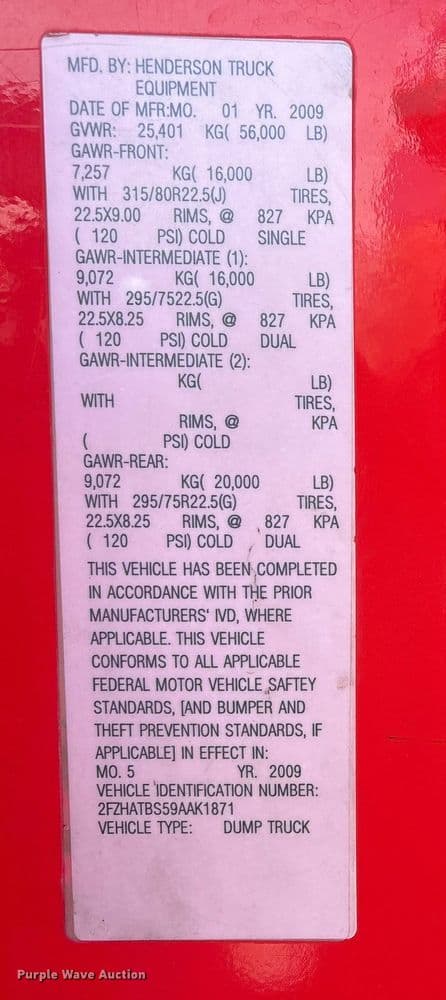 MFD. BY: HENDERSON TRUCK
EQUIPMENT
DATE OF MFR:MO. 01 YR. 2009
GVWR: 25,401 KG( 56,000 LB)
GAWR-FRONT:
7,257 KG( 16,000 LB)
WITH 315/80R22.5(J) TIRES,
22.5X9.00 RIMS, @ 827 KPA
( 120 PSI) COLD SINGLE
GAWR-INTERMEDIATE (1):
9,072 KG( 16,000 LB)
WITH 295/7522.5(G) TIRES,
22.5X8.25 RIMS, @ 827 KPA
( 120 PSI) COLD DUAL
GAWR-INTERMEDIATE (2):
KG( LB)
WITH TIRES,
RIMS, @ KPA
( PSI) COLD
GAWR-REAR:
9,072 KG( 20,000 LB)
WITH 295/75R22.5(G) TIRES,
22.5X8.25 RIMS, @ 827 KPA
( 120 PSI) COLD DUAL
THIS VEHICLE HAS BEEN COMPLETED
IN ACCORDANCE WITH THE PRIOR
MANUFACTURERS' IVD, WHERE
APPLICABLE. THIS VEHICLE
CONFORMS TO ALL APPLICABLE
FEDERAL MOTOR VEHICLE SAFTEY
STANDARDS, [AND BUMPER AND
THEFT PREVENTION STANDARDS, IF
APPLICABLE] IN EFFECT IN:
MO. 5 YR. 2009
VEHICLE IDENTIFICATION NUMBER:
2FZHATBS59AAK1871
VEHICLE TYPE: DUMP TRUCK
Purple Wave Auction